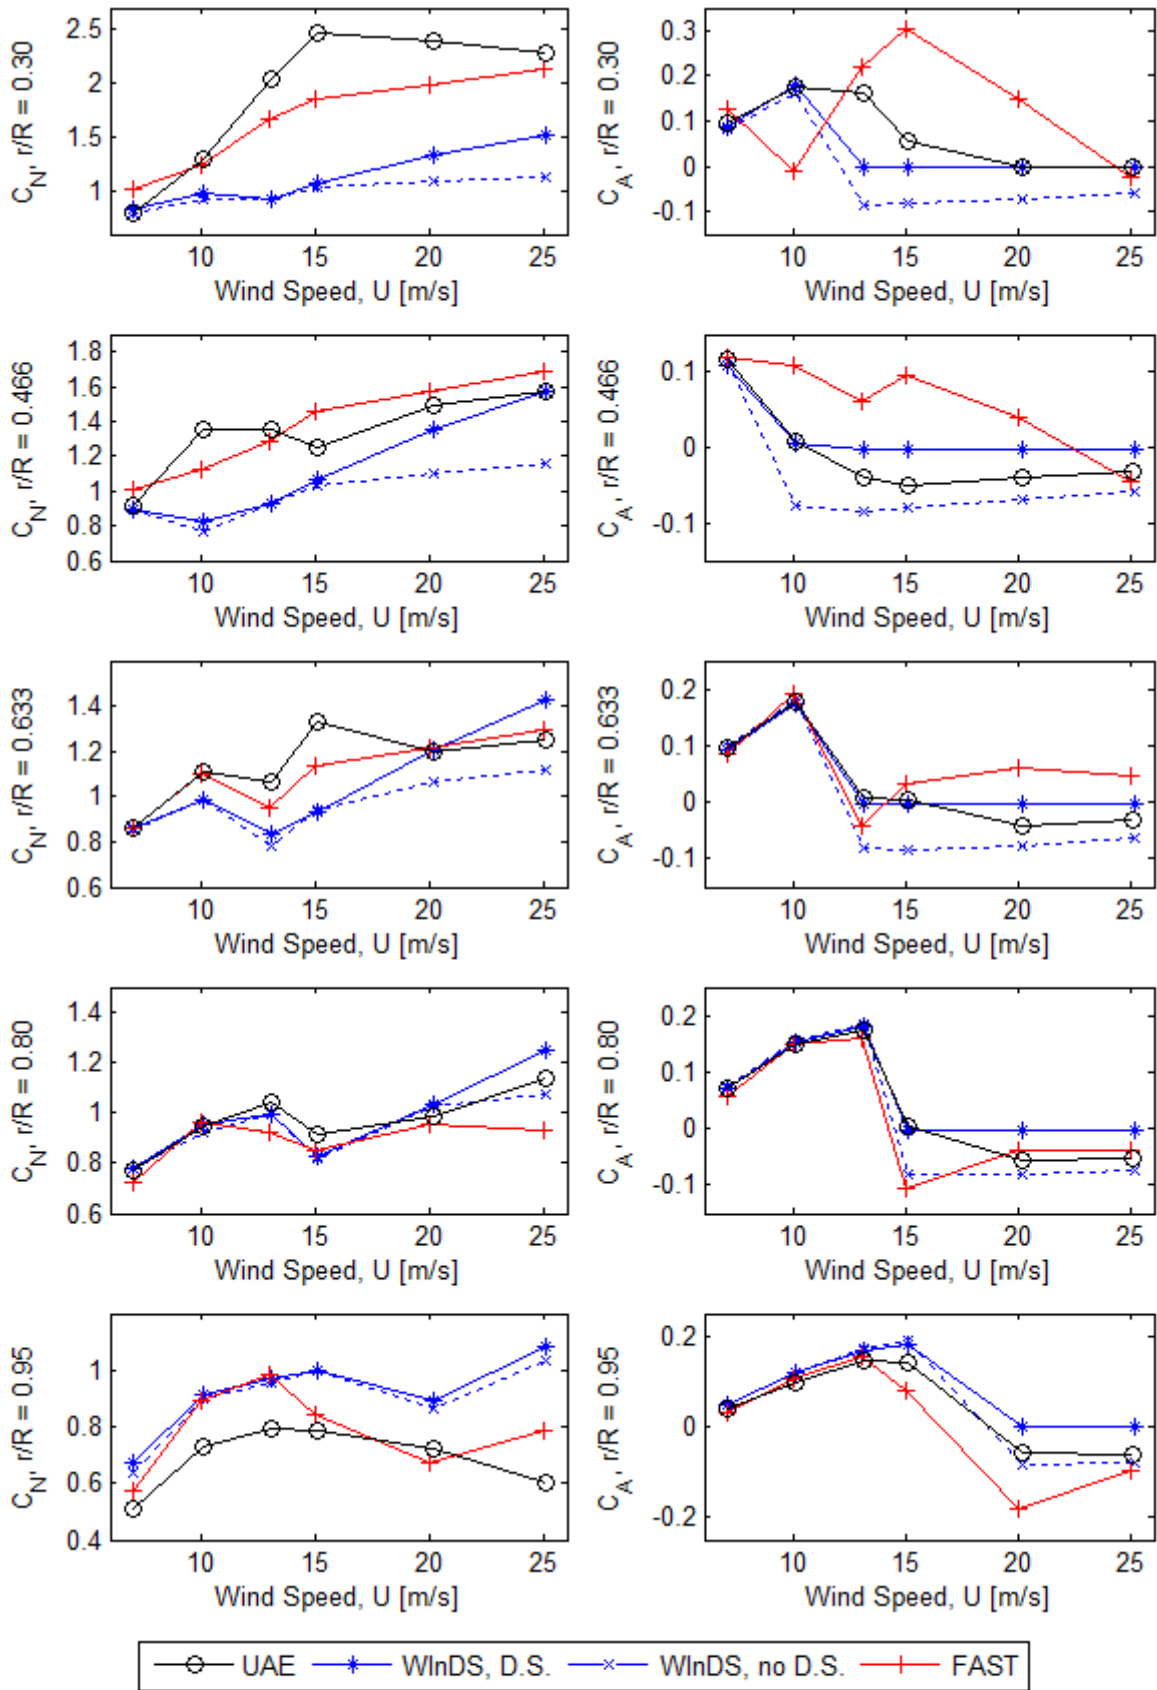 C_N, r/R = 0.30
2.5
2
1.5
1
10 15 20 25
Wind Speed, U [m/s]
C_A, r/R = 0.30
0.3
0.2
0.1
0
-0.1
10 15 20 25
Wind Speed, U [m/s]
C_N, r/R = 0.466
1.8
1.6
1.4
1.2
1
0.8
0.6
10 15 20 25
Wind Speed, U [m/s]
C_A, r/R = 0.466
0.1
0
-0.1
10 15 20 25
Wind Speed, U [m/s]
C_N, r/R = 0.633
1.4
1.2
1
0.8
0.6
10 15 20 25
Wind Speed, U [m/s]
C_A, r/R = 0.633
0.2
0.1
0
-0.1
10 15 20 25
Wind Speed, U [m/s]
C_N, r/R = 0.80
1.4
1.2
1
0.8
0.6
10 15 20 25
Wind Speed, U [m/s]
C_A, r/R = 0.80
0.2
0.1
0
-0.1
10 15 20 25
Wind Speed, U [m/s]
C_N, r/R = 0.95
1
0.8
0.6
0.4
10 15 20 25
Wind Speed, U [m/s]
C_A, r/R = 0.95
0.2
0
-0.2
10 15 20 25
Wind Speed, U [m/s]
UAE WInDS, D.S. WInDS, no D.S. FAST